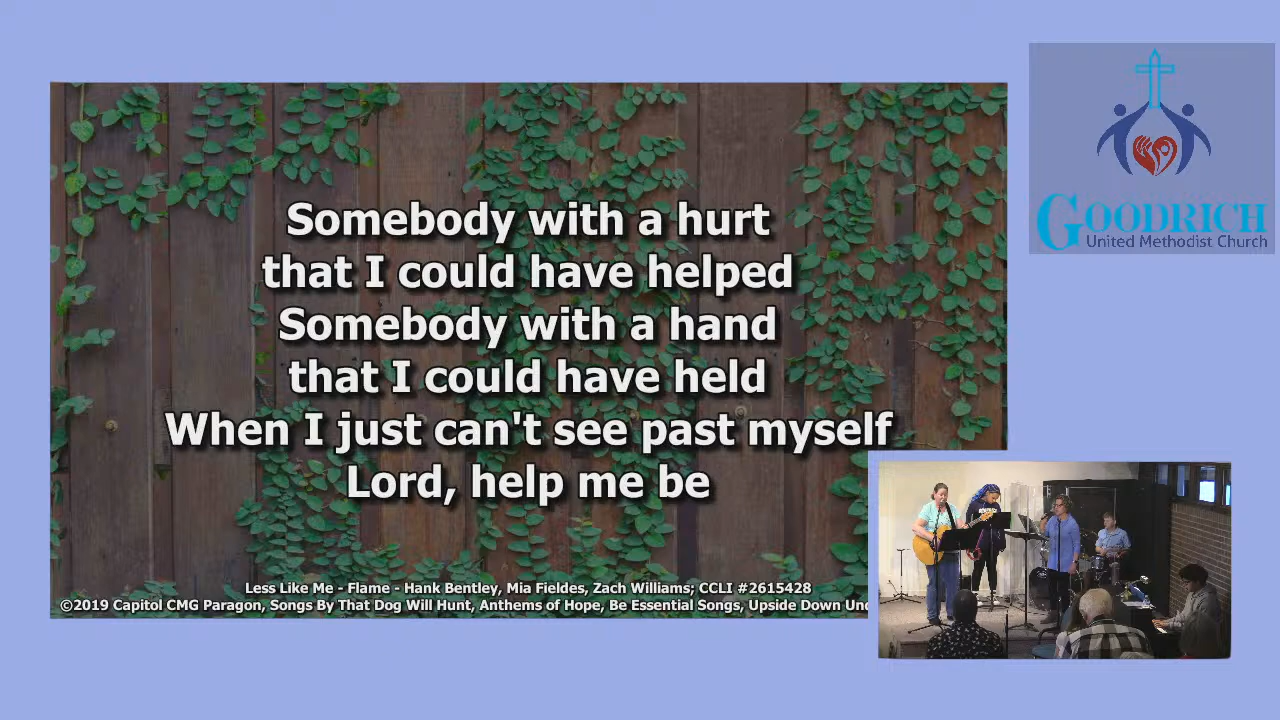 Somebody with a hurt
that I could have helped
Somebody with a hand
that I could have held
When I just can't see past myself
Lord, help me be
Less Like Me - Flame - Hank Bentley, Mia Fieldes, Zach Williams; CCLI #2615428
©2019 Capitol CMG Paragon, Songs By That Dog Will Hunt, Anthems of Hope, Be Essential Songs, Upside Down
GOODRICH
United Methodist Church